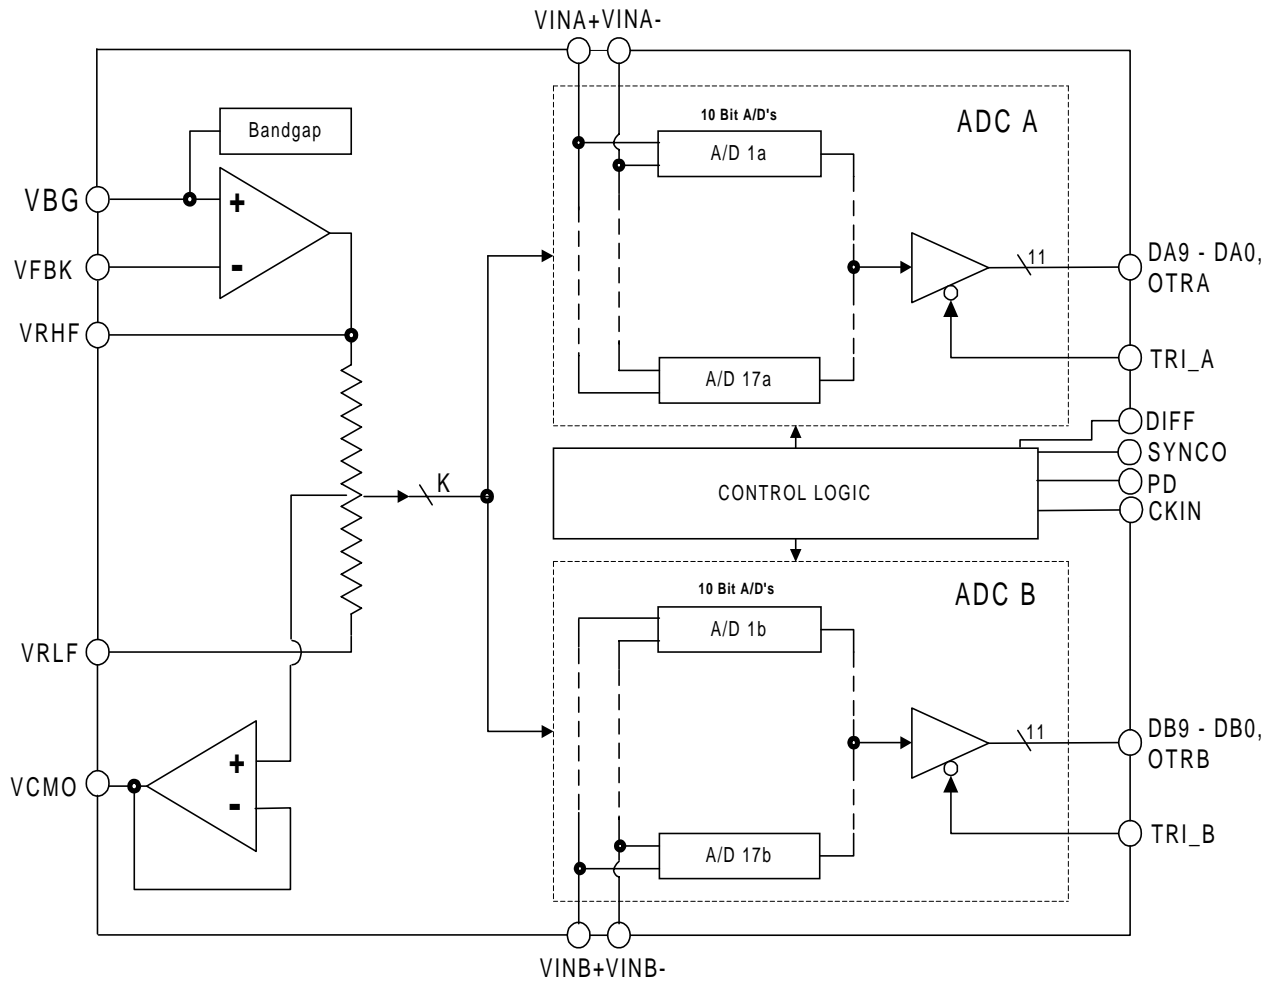 VINA+VINA-
10 Bit A/D's
ADC A
Bandgap
A/D 1a
VBG
+
VFBK
-
DA9 - DA0,
11
OTRA
VRHF
TRI_A
A/D 17a
DIFF
SYNCO
K
PD
CONTROL LOGIC
CKIN
10 Bit A/D's
ADC B
A/D 1b
VRLF
DB9 - DB0,
11
OTRB
+
VCMO
-
TRI_B
A/D 17b
VINB+VINB-